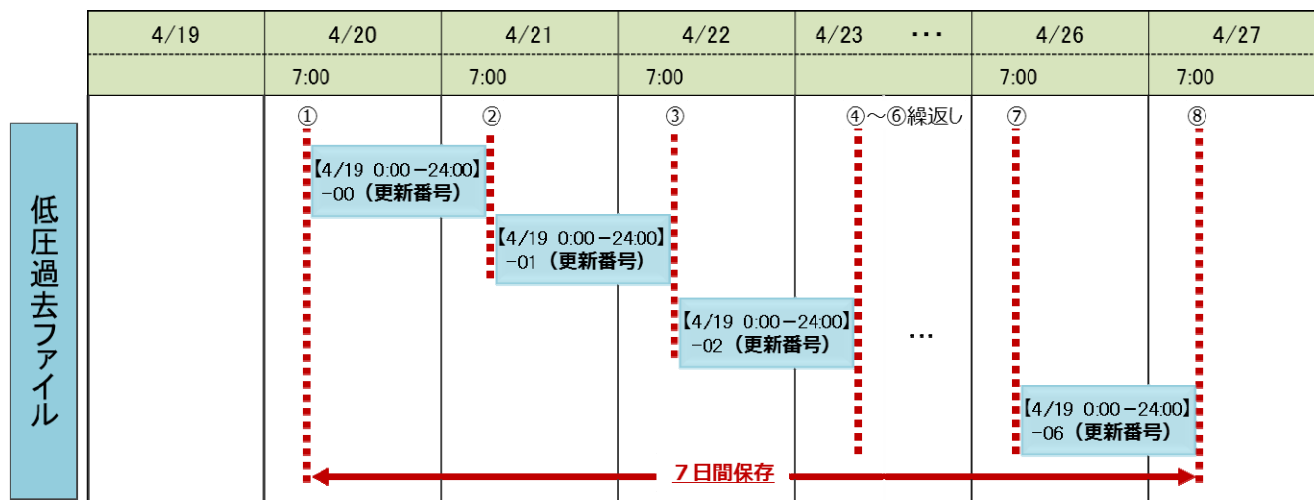 4/19 4/20 4/21 4/22 4/23 ・・・ 4/26 4/27
7:00 7:00 7:00 7:00 7:00
① ② ③ ④～⑥繰返し ⑦ ⑧
低圧過去ファイル
【4/19 0:00－24:00】
－00（更新番号）
【4/19 0:00－24:00】
－01（更新番号）
【4/19 0:00－24:00】
－02（更新番号）
…
【4/19 0:00－24:00】
－06（更新番号）
７日間保存